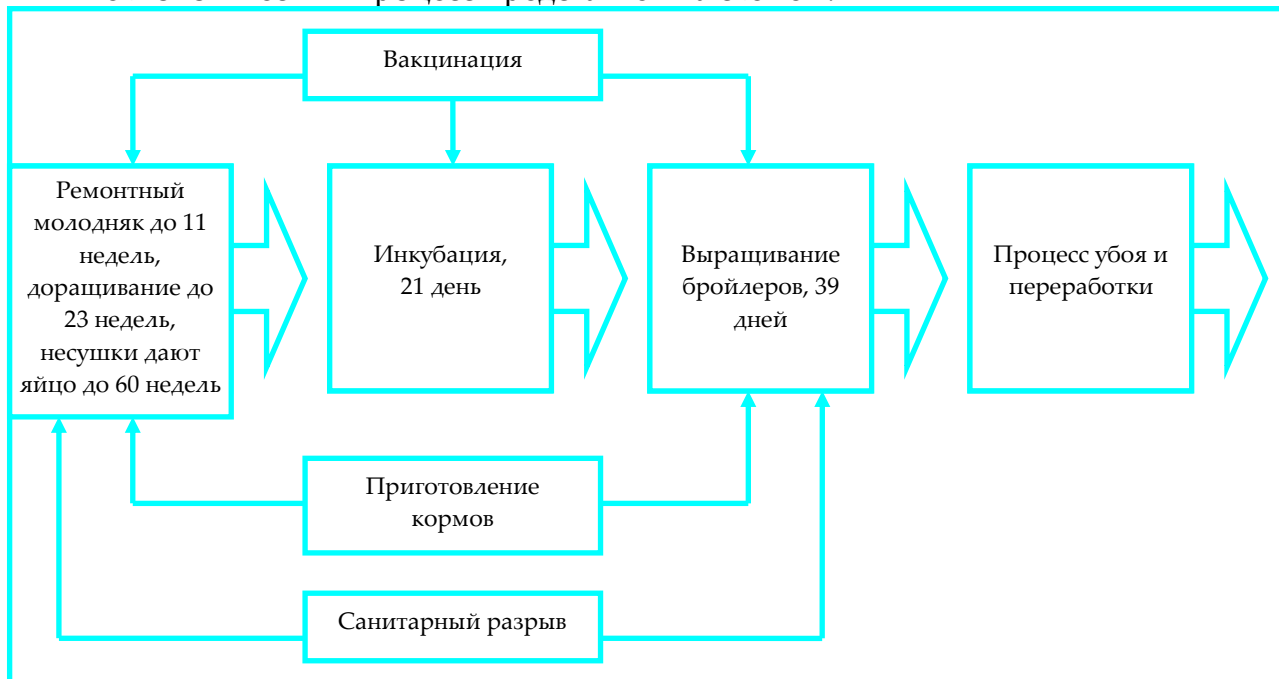 Вакцинация
Ремонтный
молодняк до 11
недель,
доращивание до
23 недель,
несушки дают
яйцо до 60 недель
Инкубация,
21 день
Выращивание
бройлеров, 39
дней
Процесс убоя и
переработки
Приготовление
кормов
Санитарный разрыв